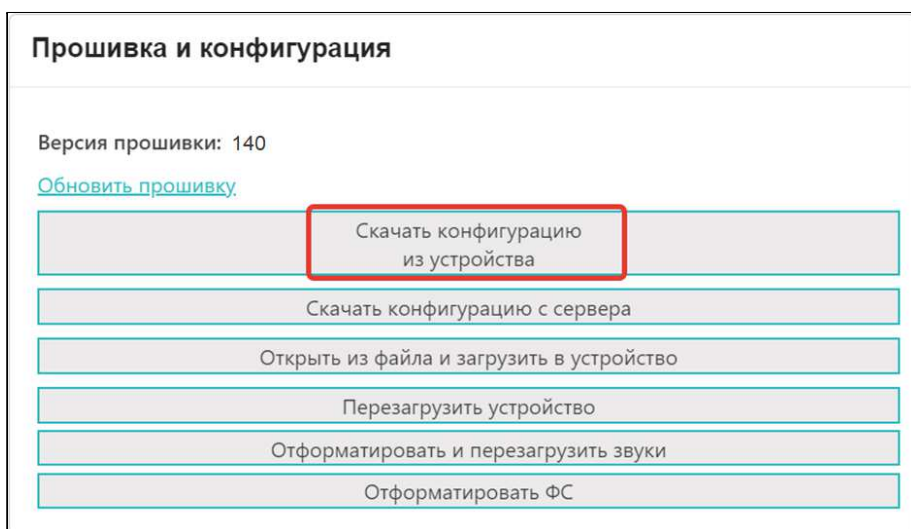 Прошивка и конфигурация
Версия прошивки: 140
Обновить прошивку
Скачать конфигурацию
из устройства
Скачать конфигурацию с сервера
Открыть из файла и загрузить в устройство
Перезагрузить устройство
Отформатировать и перезагрузить звуки
Отформатировать ФС